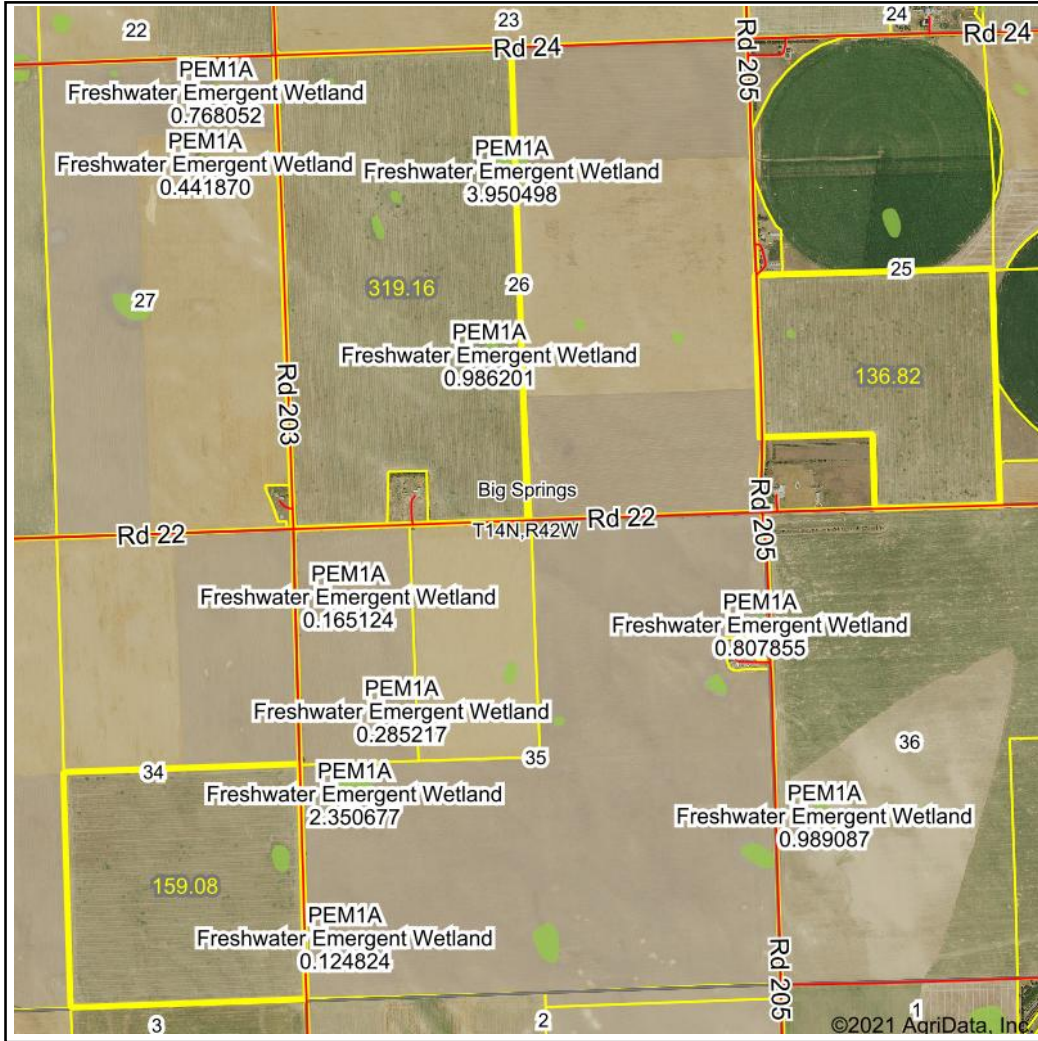 22
23
24
Rd 24
Rd 24
Rd 205
PEM1A
Freshwater Emergent Wetland
0.768052
PEM1A
Freshwater Emergent Wetland
0.441870
PEM1A
Freshwater Emergent Wetland
3.950498
27
319.16
26
25
PEM1A
Freshwater Emergent Wetland
0.986201
136.82
Rd 203
Big Springs
Rd 22
Rd 22
T14N,R42W
Rd 205
PEM1A
Freshwater Emergent Wetland
0.165124
PEM1A
Freshwater Emergent Wetland
0.807855
PEM1A
Freshwater Emergent Wetland
0.285217
34
35
36
PEM1A
Freshwater Emergent Wetland
2.350677
PEM1A
Freshwater Emergent Wetland
0.989087
159.08
PEM1A
Freshwater Emergent Wetland
0.124824
Rd 205
3
2
1
©2021 AgriData, Inc.